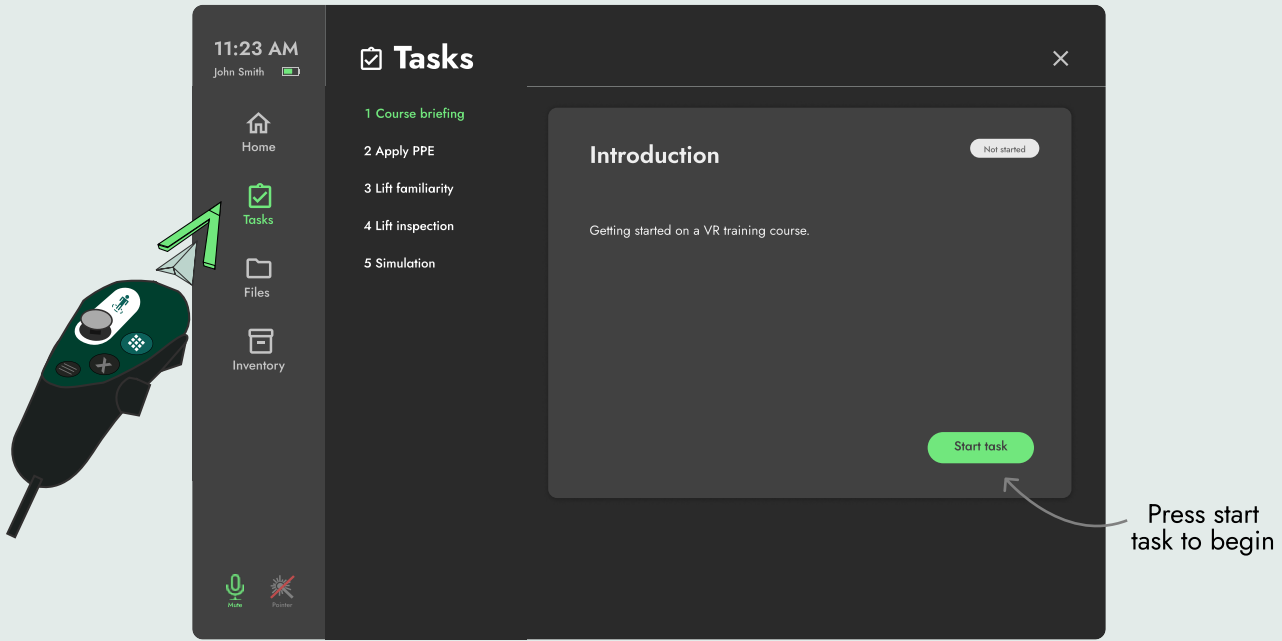 11:23 AM
John Smith
Home
Tasks
Files
Inventory
Mute
Pointer
Tasks
1 Course briefing
2 Apply PPE
3 Lift familiarity
4 Lift inspection
5 Simulation
Introduction
Not started
Getting started on a VR training course.
Start task
Press start
task to begin